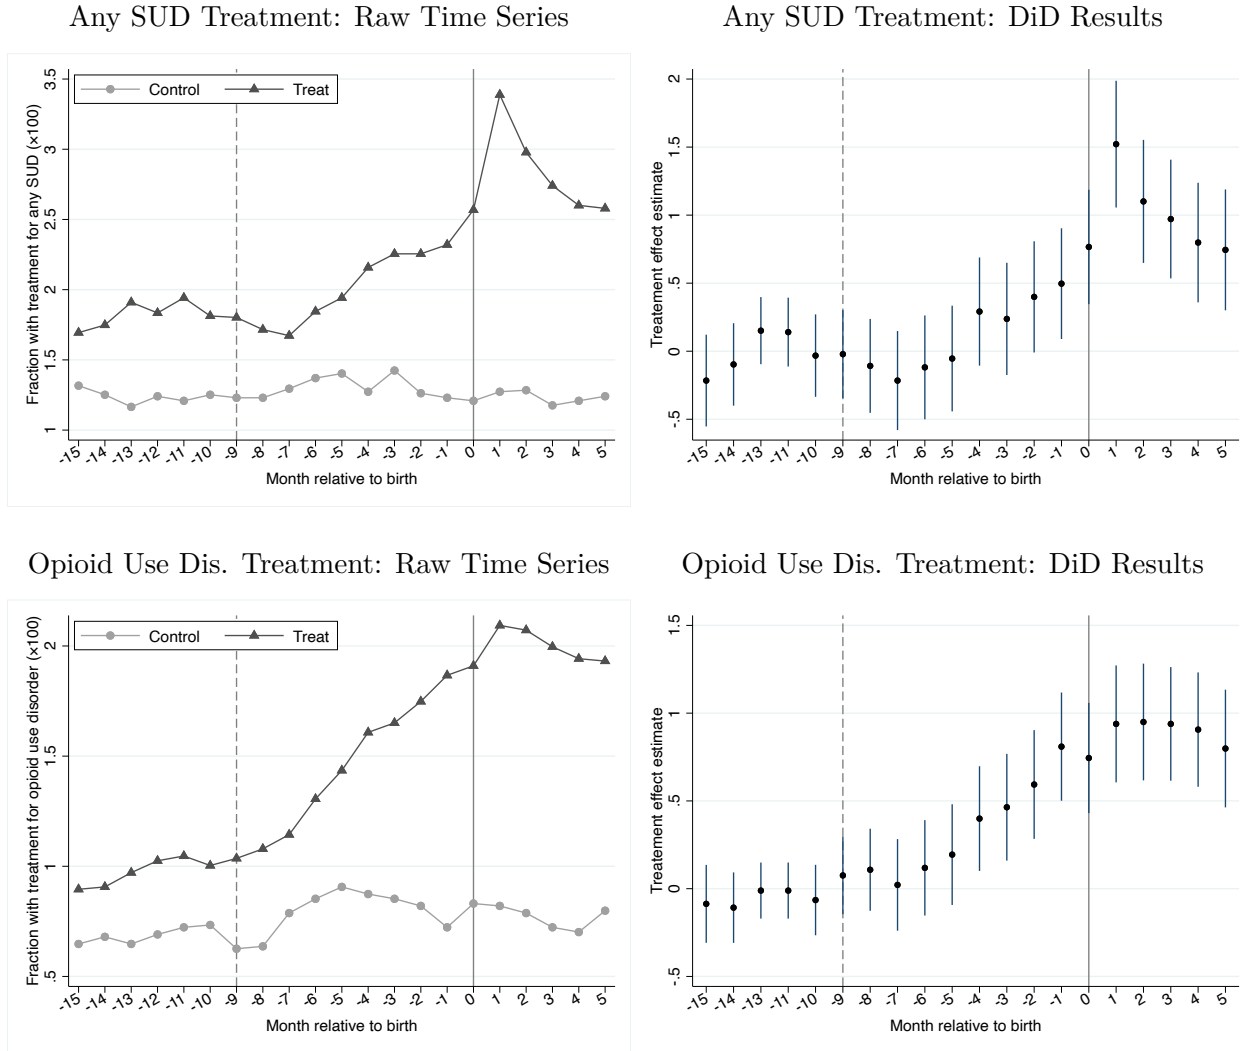 Any SUD Treatment: Raw Time Series
Fraction with treatment for any SUD (×100)
3.5
3
2.5
2
1.5
1
Control
Treat
-15 -14 -13 -12 -11 -10 -9 -8 -7 -6 -5 -4 -3 -2 -1 0 1 2 3 4 5
Month relative to birth
Any SUD Treatment: DiD Results
Treatement effect estimate
2
1.5
1
.5
0
-.5
-15 -14 -13 -11 -10 -9 -8 -7 -6 -5 -4 -3 -2 -1 0 1 2 3 4 5
Month relative to birth
Opioid Use Dis. Treatment: Raw Time Series
Fraction with treatment for opioid use disorder (×100)
2
1.5
1
.5
Control
Treat
-15 -14 -13 -12 -11 -10 -9 -8 -7 -6 -5 -4 -3 -2 -1 0 1 2 3 4 5
Month relative to birth
Opioid Use Dis. Treatment: DiD Results
Treatement effect estimate
1.5
1
.5
0
-.5
-15 -14 -13 -11 -10 -9 -8 -7 -6 -5 -4 -3 -2 -1 0 1 2 3 4 5
Month relative to birth